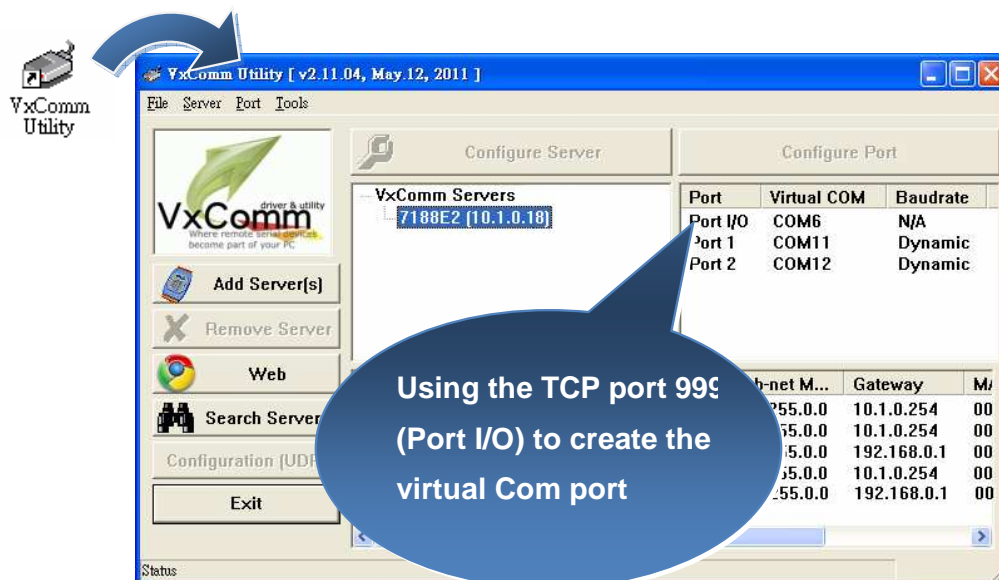 VxComm
Utility
VxComm Utility [ v2.11.04, May.12, 2011 ]
File Server Port Tools
VxComm
driver & utility
Where remote serial devices
become part of your PC
Configure Server
Configure Port
VxComm Servers
7188E2 (10.1.0.18)
Port Virtual COM Baudrate
Port I/O COM6 N/A
Port 1 COM11 Dynamic
Port 2 COM12 Dynamic
Add Server(s)
Remove Server
Web
Search Server
Configuration (UDP
Exit
Using the TCP port 999
(Port I/O) to create the
virtual Com port
Gateway
10.1.0.254 00
10.1.0.254 00
192.168.0.1 00
10.1.0.254 00
192.168.0.1 00
Status